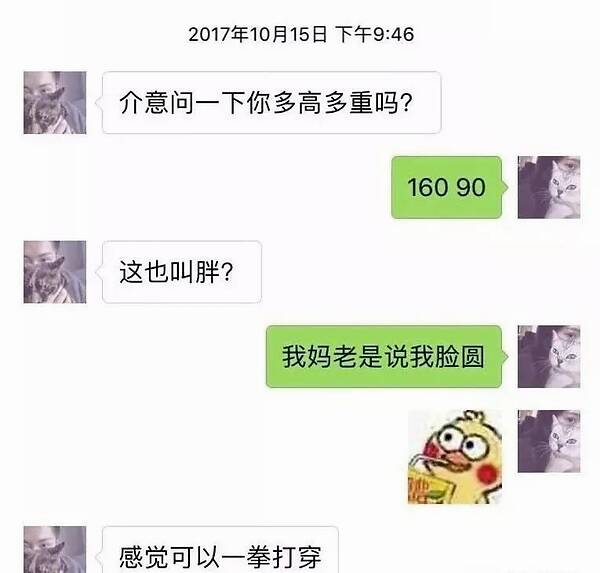 2017年10月15日 下午9:46
介意问一下你多高多重吗?
160 90
这也叫胖?
我妈老是说我脸圆
感觉可以一拳打穿